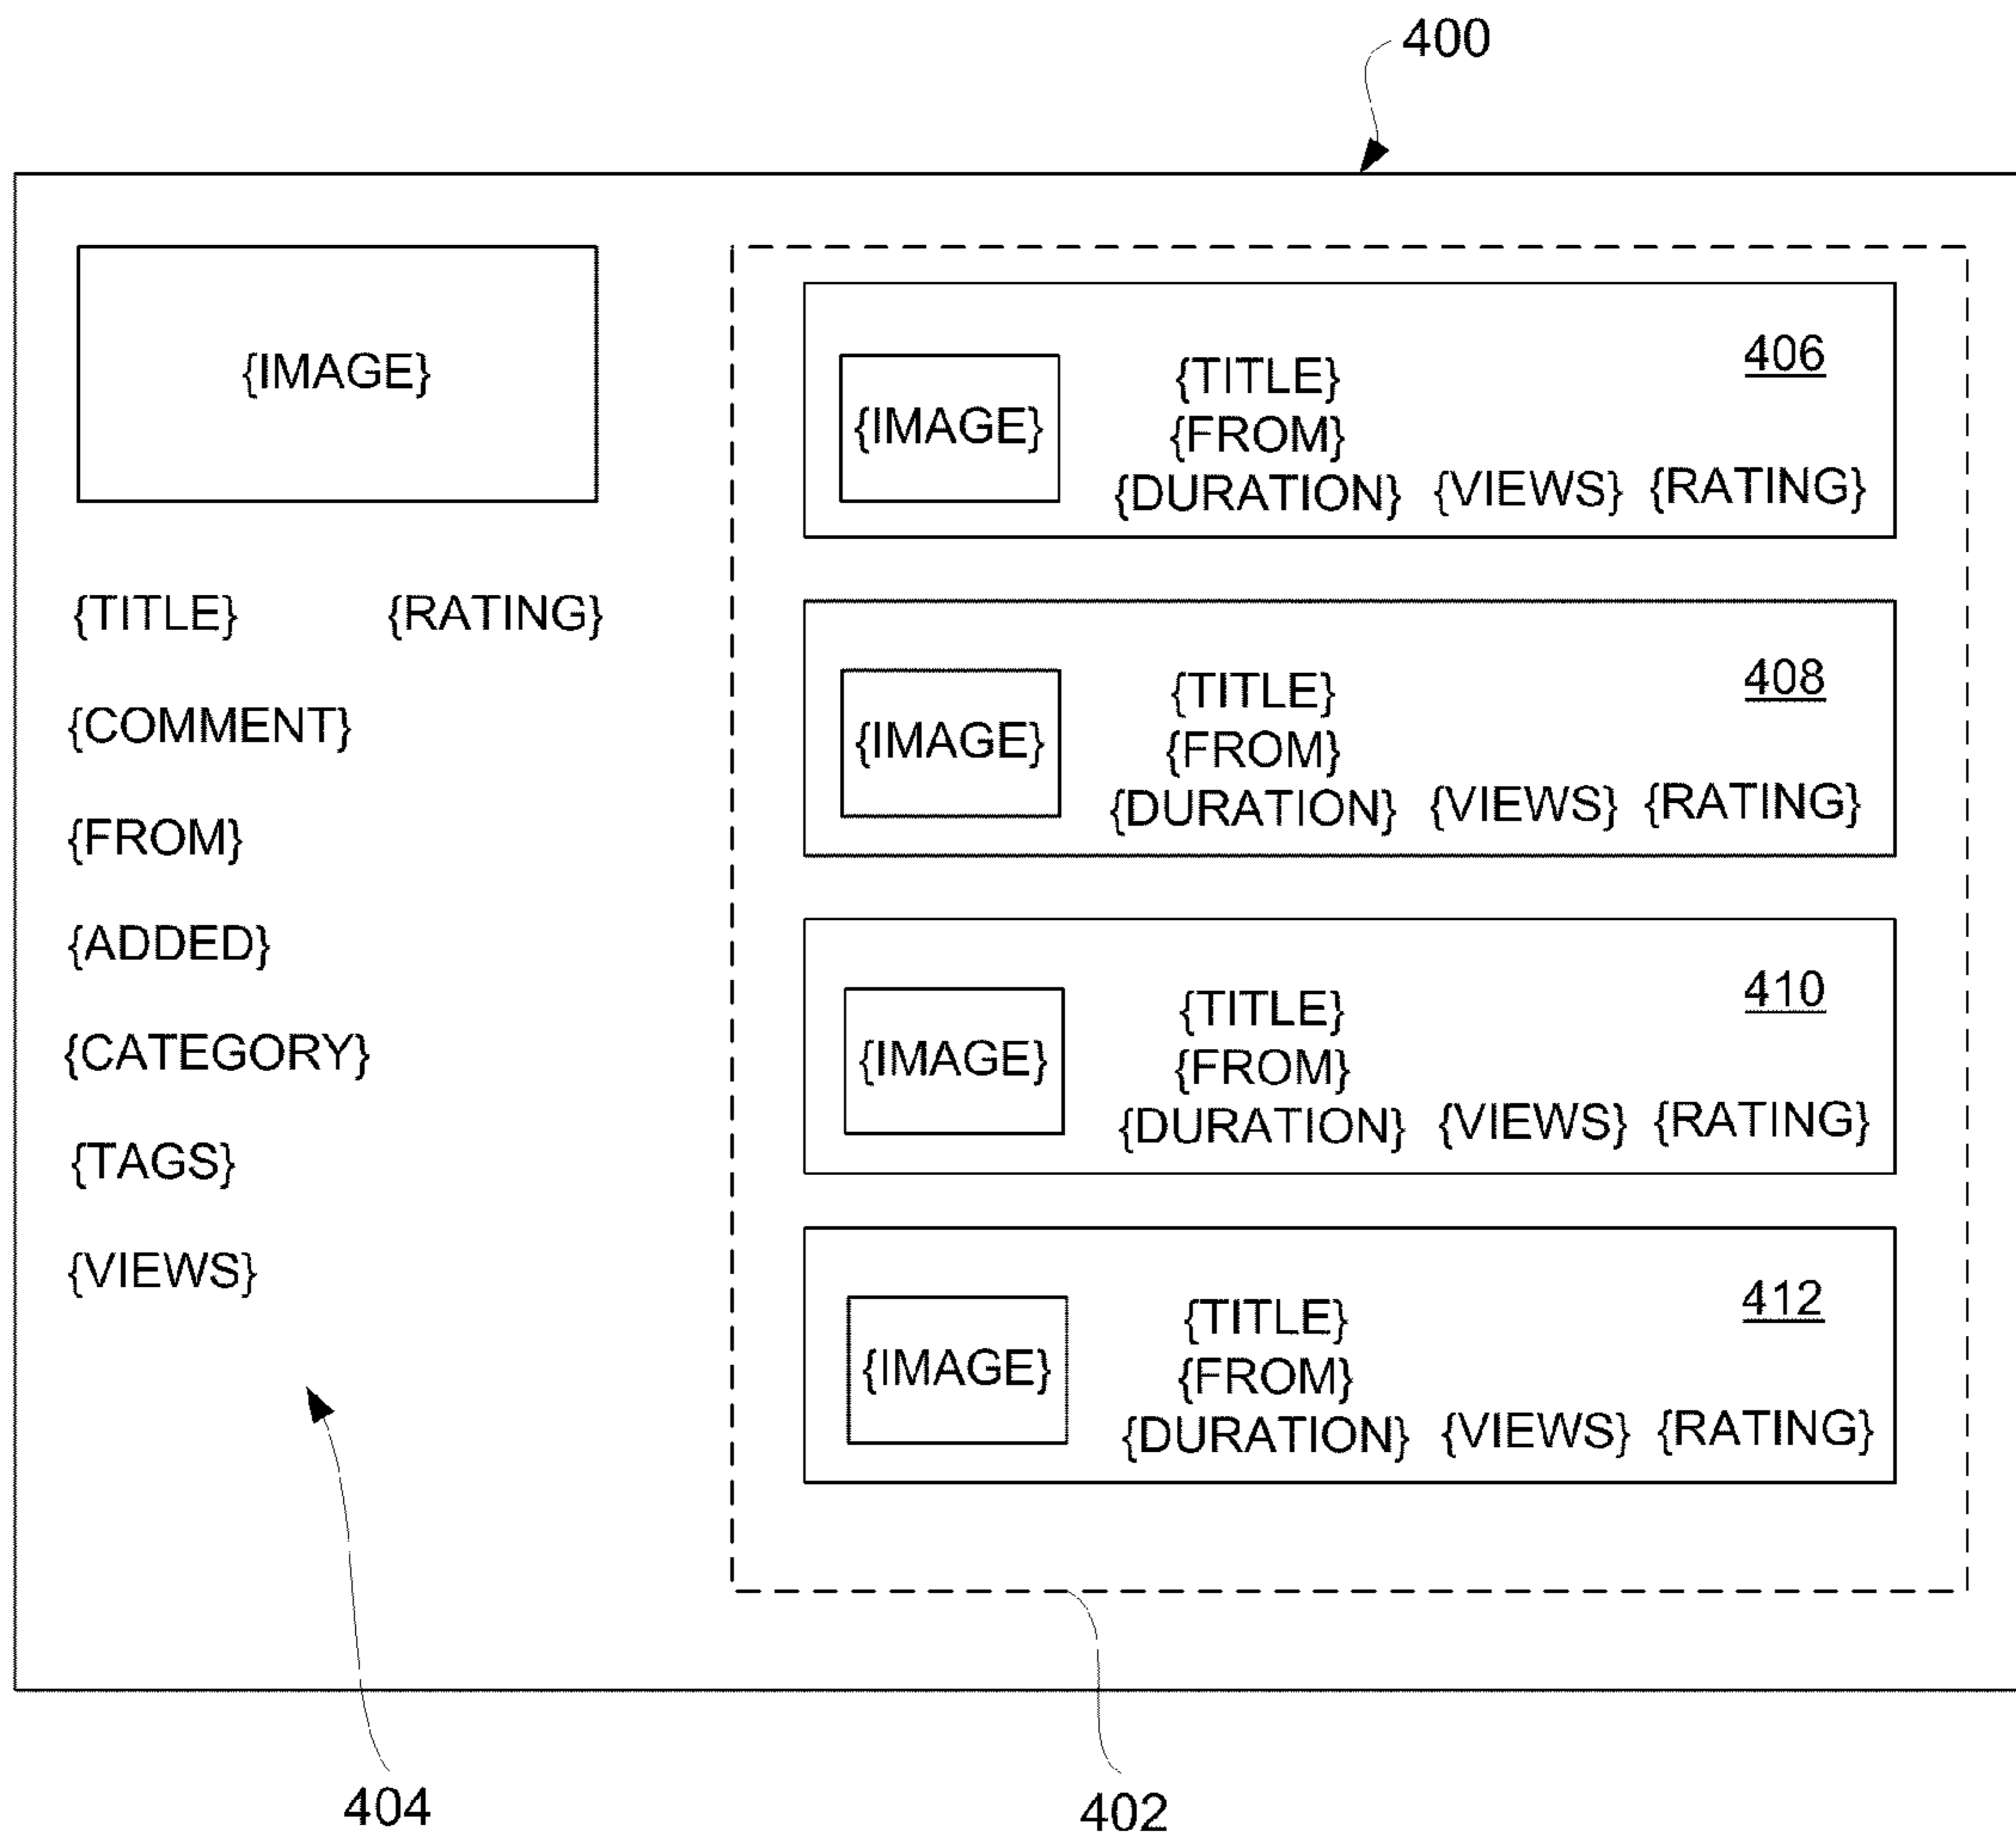 400
{IMAGE}
{TITLE} {RATING}
{COMMENT}
{FROM}
{ADDED}
{CATEGORY}
{TAGS}
{VIEWS}
404
406
{IMAGE}
{TITLE}
{FROM}
{DURATION} {VIEWS} {RATING}
408
{IMAGE}
{TITLE}
{FROM}
{DURATION} {VIEWS} {RATING}
410
{IMAGE}
{TITLE}
{FROM}
{DURATION} {VIEWS} {RATING}
412
{IMAGE}
{TITLE}
{FROM}
{DURATION} {VIEWS} {RATING}
402